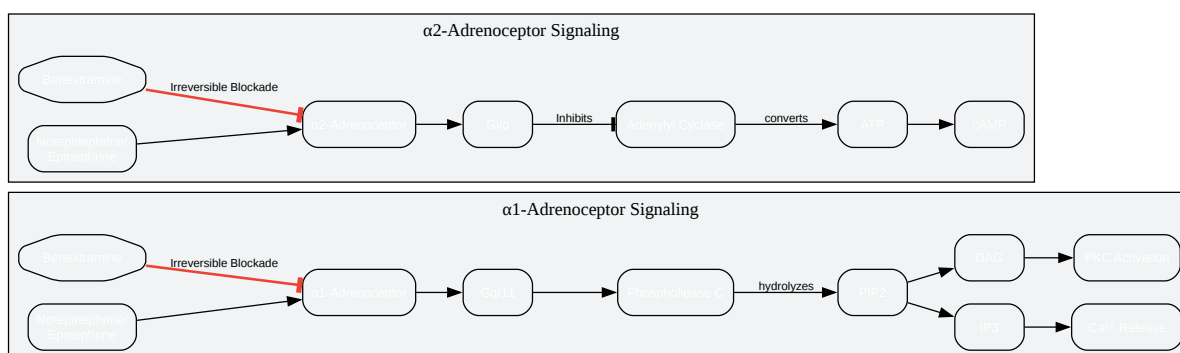 α2-Adrenoceptor Signaling
Benextramine
Irreversible Blockade
Norepinephrine/
Epinephrine
α2-Adrenoceptor
Gi/o
Inhibits
Adenylyl Cyclase
converts
ATP
cAMP
α1-Adrenoceptor Signaling
Benextramine
Irreversible Blockade
Norepinephrine/
Epinephrine
α1-Adrenoceptor
Gq/11
Phospholipase C
hydrolyzes
PIP2
DAG
PKC Activation
IP3
Ca²⁺ Release